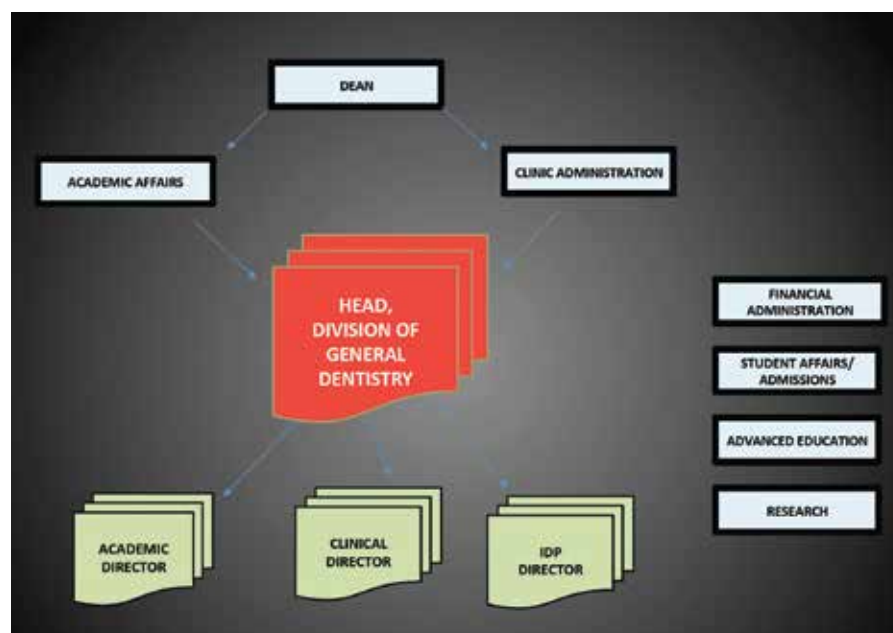 DEAN
ACADEMIC AFFAIRS
CLINIC ADMINISTRATION
HEAD,
DIVISION OF
GENERAL
DENTISTRY
FINANCIAL
ADMINISTRATION
STUDENT AFFAIRS/
ADMISSIONS
ADVANCED EDUCATION
RESEARCH
ACADEMIC
DIRECTOR
CLINICAL
DIRECTOR
IDP
DIRECTOR